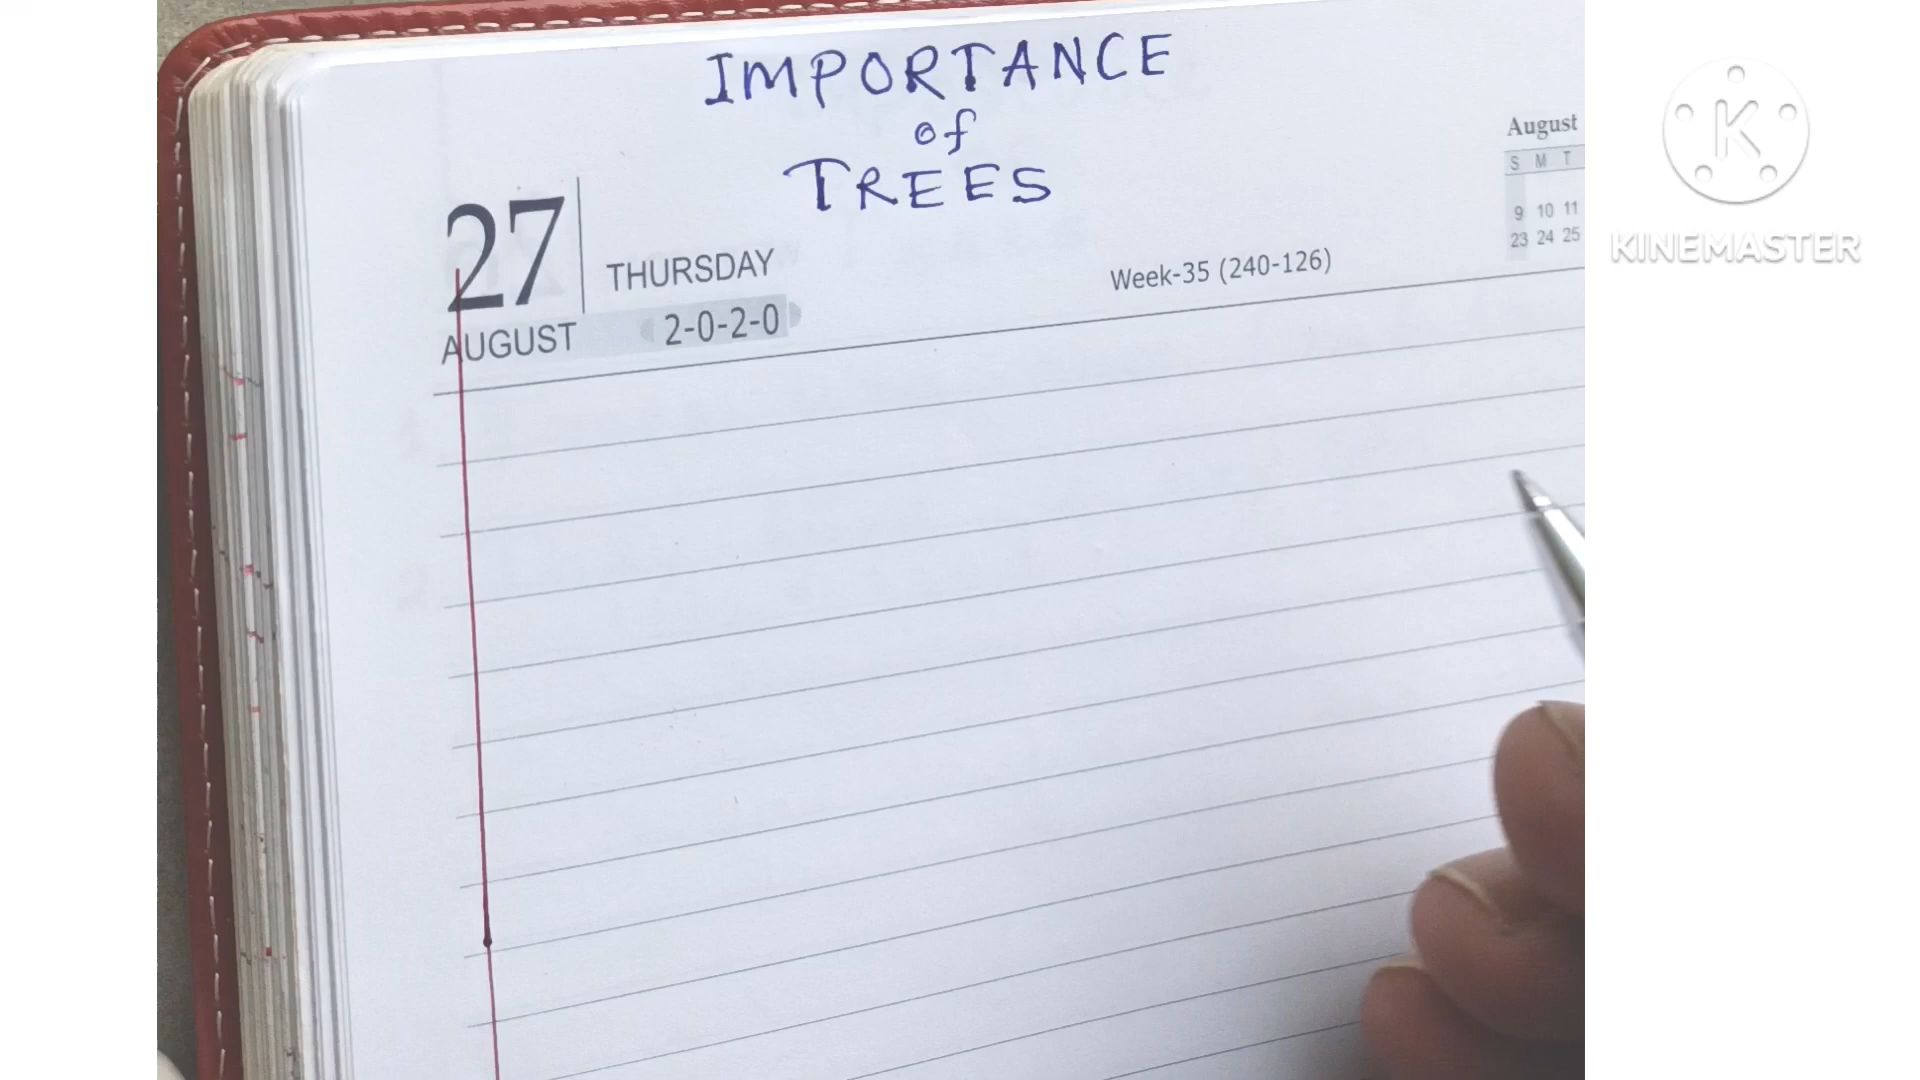 IMPORTANCE
of
TREES
27
THURSDAY
AUGUST
2-0-2-0
Week-35 (240-126)
August
S M T
9 10 11
23 24 25
K
KINEMASTER